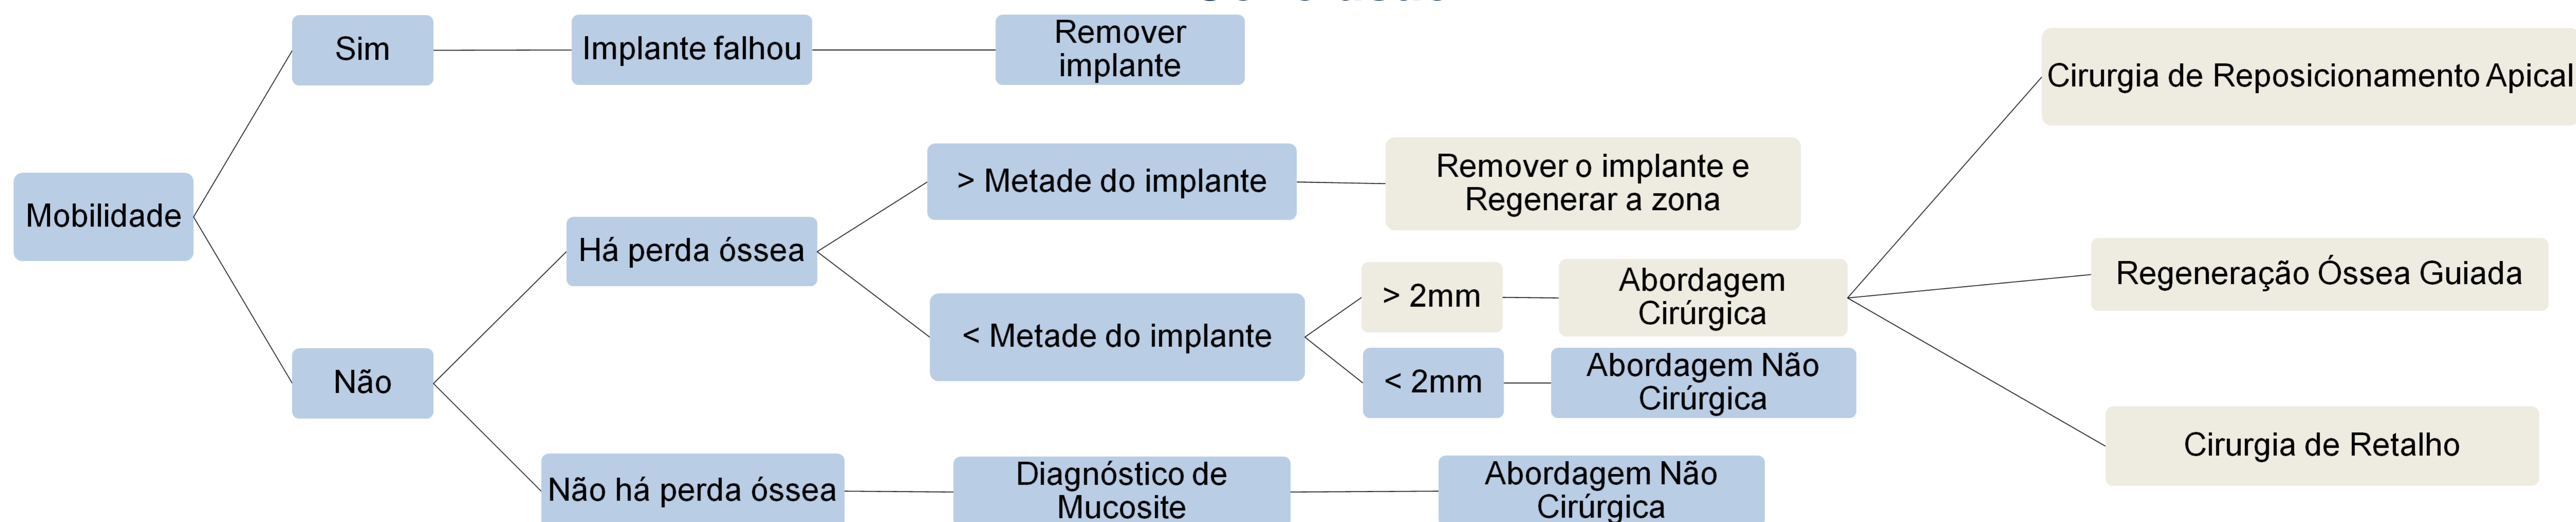 Sim
Implante falhou
Remover
implante
Cirurgia de Reposicionamento Apical
Mobilidade
> Metade do implante
Remover o implante e
Regenerar a zona
Há perda óssea
Regeneração Óssea Guiada
< Metade do implante
> 2mm
Abordagem
Cirúrgica
Não
< 2mm
Abordagem Não
Cirúrgica
Cirurgia de Retalho
Não há perda óssea
Diagnóstico de
Mucosite
Abordagem Não
Cirúrgica